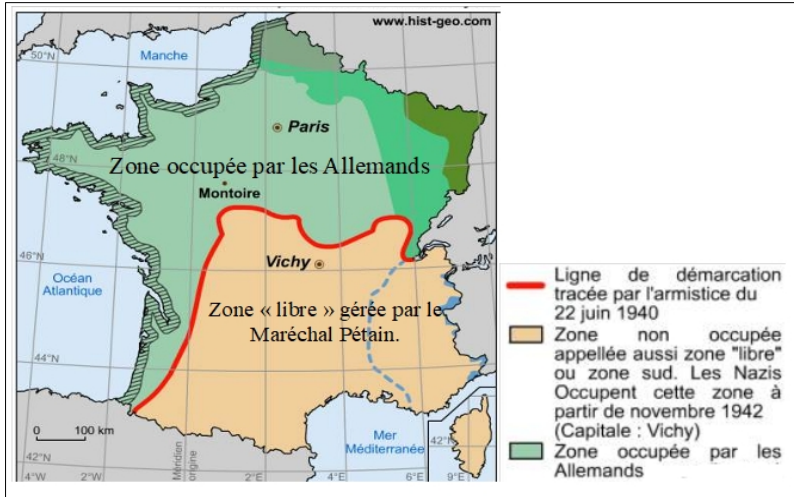 www.hist-geo.com
50°N
Manche
Paris
48°N
Zone occupée par les Allemands
Montoire
46°N
Vichy
Océan
Atlantique
Zone « libre » gérée par le
Maréchal Pétain.
44°N
0 100 km
Méridien
origine
Mer
Méditerranée
42°N
42°N
4°W
2°W
2°E
4°E
6°E
9°E
Ligne de démarcation
tracée par l'armistice du
22 juin 1940
Zone non occupée
appellée aussi zone "libre"
ou zone sud. Les Nazis
Occupent cette zone à
partir de novembre 1942
(Capitale : Vichy)
Zone occupée par les
Allemands